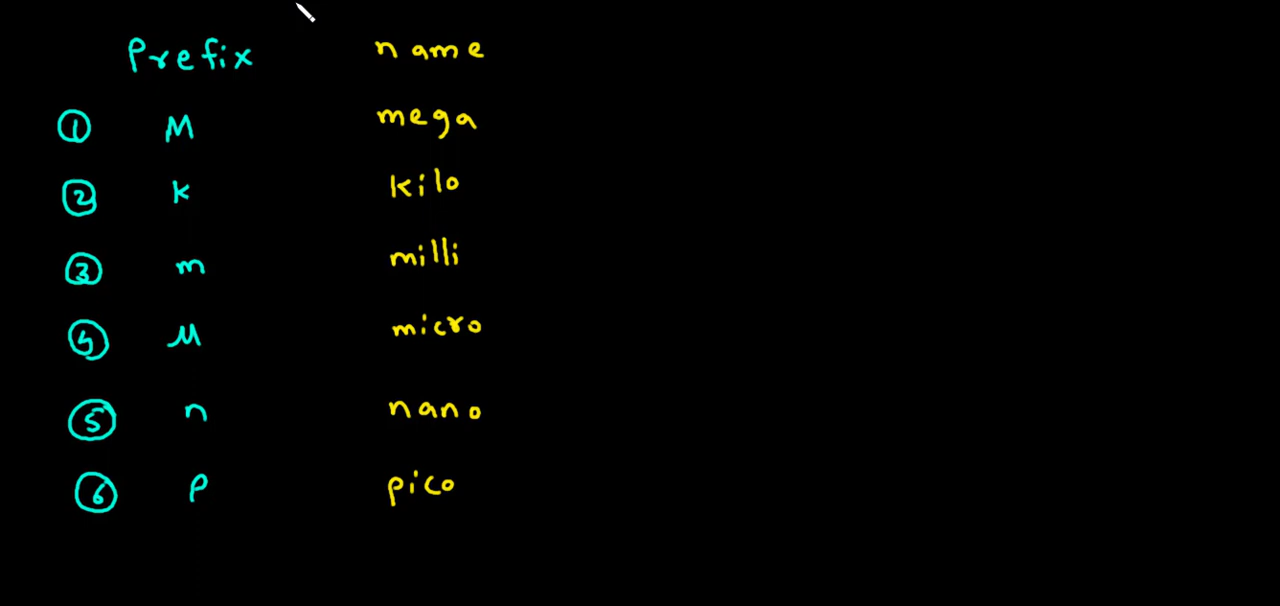 Prefix name
① M mega
② k kilo
③ m milli
④ μ micro
⑤ n nano
⑥ p pico